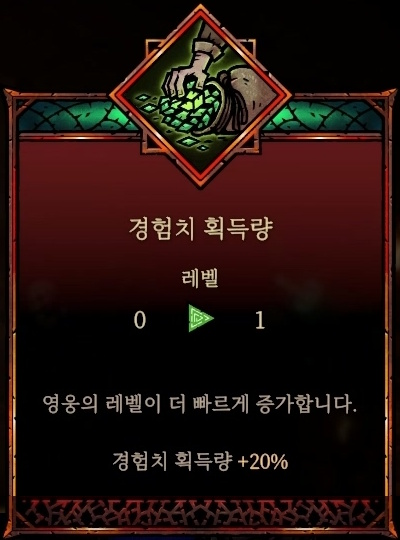 경험치 획득량
레벨
0 1
영웅의 레벨이 더 빠르게 증가합니다.
경험치 획득량 +20%